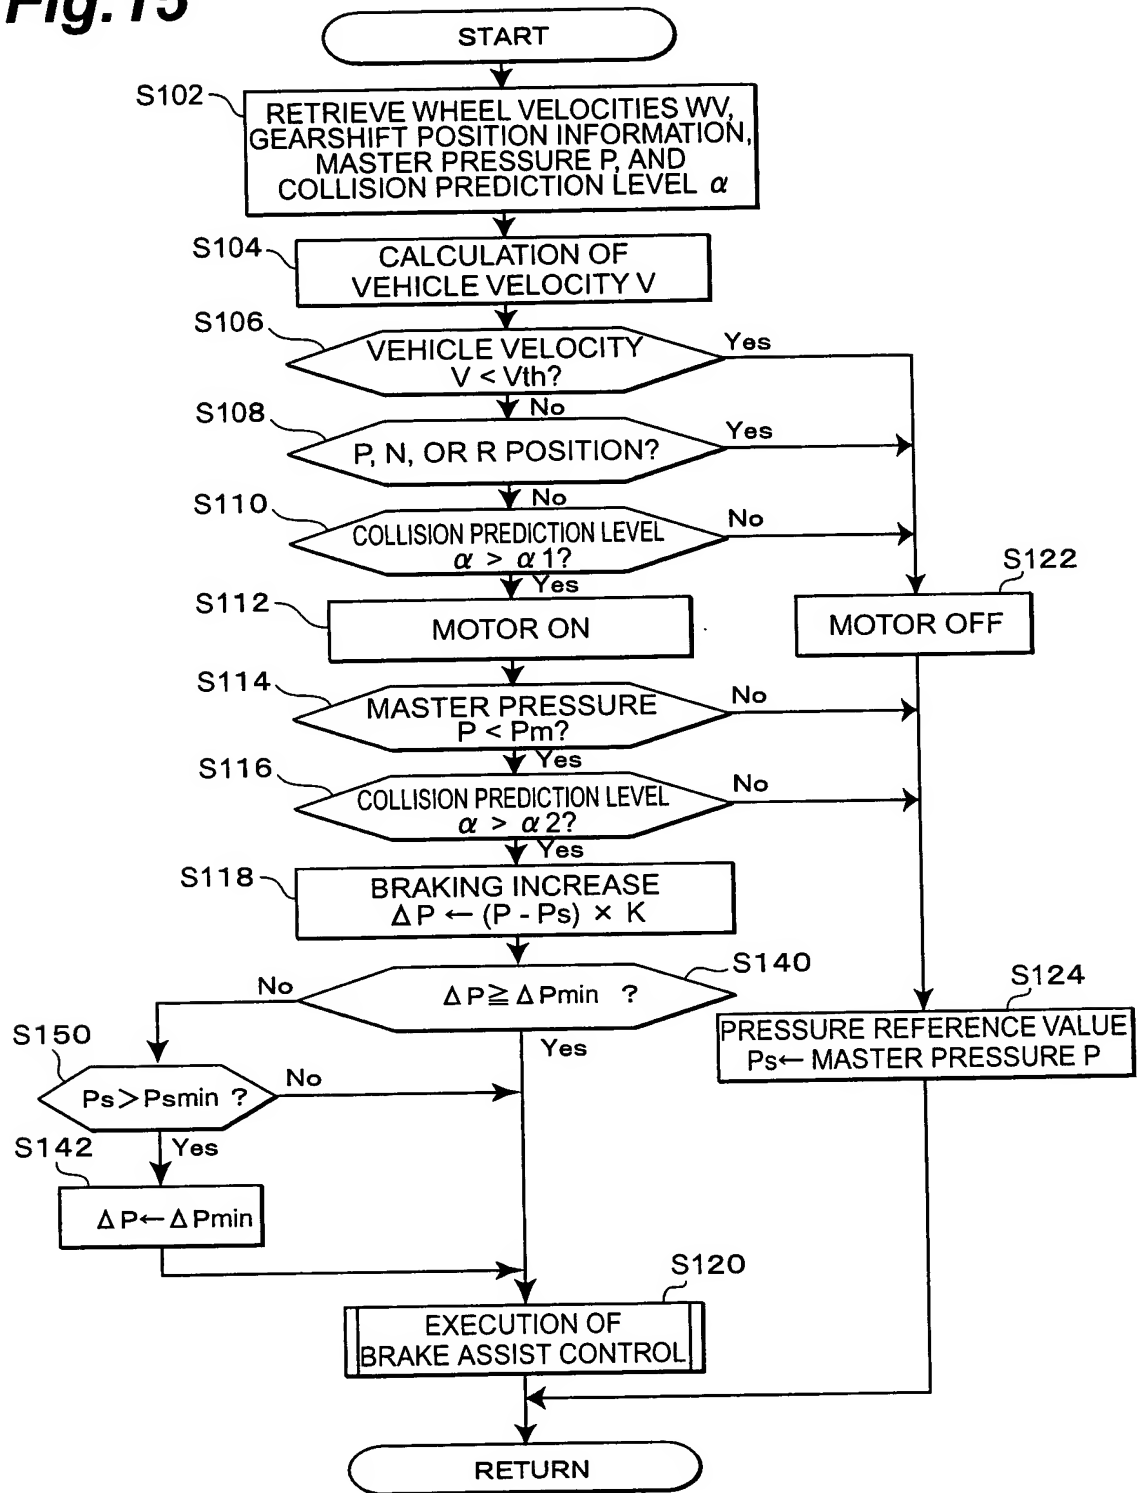 Fig. 15
START
S102
RETRIEVE WHEEL VELOCITIES WV,
GEARSHIFT POSITION INFORMATION,
MASTER PRESSURE P, AND
COLLISION PREDICTION LEVEL α
S104
CALCULATION OF
VEHICLE VELOCITY V
S106
VEHICLE VELOCITY
V < Vth?
Yes
No
S108
P, N, OR R POSITION?
Yes
No
S110
COLLISION PREDICTION LEVEL
α > α1?
No
Yes
S112
MOTOR ON
S122
MOTOR OFF
S114
MASTER PRESSURE
P < Pm?
No
Yes
S116
COLLISION PREDICTION LEVEL
α > α2?
No
Yes
S118
BRAKING INCREASE
ΔP ← (P - Ps) × K
S140
ΔP ≧ ΔPmin ?
No
Yes
S124
PRESSURE REFERENCE VALUE
Ps← MASTER PRESSURE P
S150
Ps > Psmin ?
No
Yes
S142
ΔP←ΔPmin
S120
EXECUTION OF
BRAKE ASSIST CONTROL
RETURN